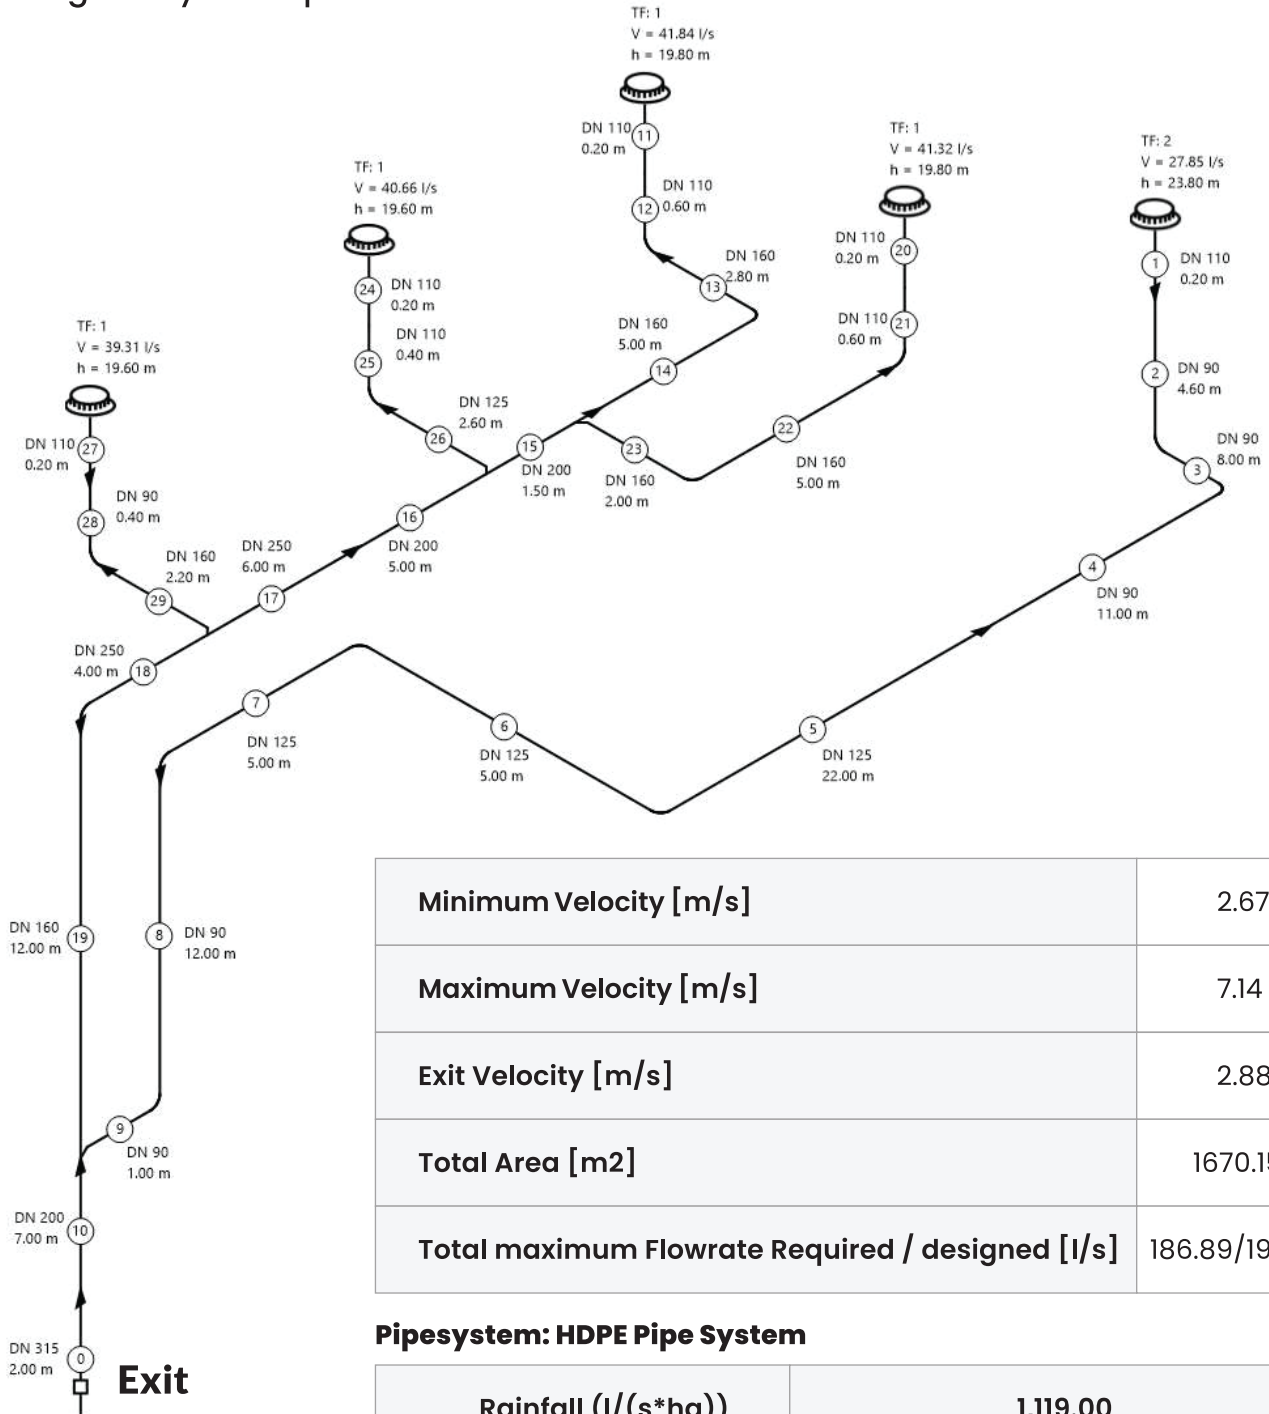 TF: 1
V = 41.84 l/s
h = 19.80 m
DN 110
0.20 m
11
DN 110
0.60 m
12
DN 160
2.80 m
13
DN 160
5.00 m
14
TF: 1
V = 41.32 l/s
h = 19.80 m
DN 110
0.20 m
20
DN 110
0.60 m
21
22
DN 160
5.00 m
23
DN 160
2.00 m
TF: 2
V = 27.85 l/s
h = 23.80 m
1
DN 110
0.20 m
2
DN 90
4.60 m
DN 90
8.00 m
3
4
DN 90
11.00 m
5
DN 125
22.00 m
6
DN 125
5.00 m
7
DN 125
5.00 m
8
DN 90
12.00 m
9
DN 90
1.00 m
TF: 1
V = 40.66 l/s
h = 19.60 m
24
DN 110
0.20 m
25
DN 110
0.40 m
DN 125
2.60 m
26
15
DN 200
1.50 m
16
DN 200
5.00 m
DN 250
6.00 m
17
TF: 1
V = 39.31 l/s
h = 19.60 m
DN 110
0.20 m
27
DN 90
0.40 m
28
DN 160
2.20 m
29
DN 250
4.00 m
18
DN 160
12.00 m
19
DN 200
7.00 m
10
DN 315
2.00 m
0
Exit
Minimum Velocity [m/s] 2.67
Maximum Velocity [m/s] 7.14
Exit Velocity [m/s] 2.88
Total Area [m2] 1670.1
Total maximum Flowrate Required / designed [l/s] 186.89/19
Pipesystem: HDPE Pipe System
Rainfall (l/(s*ha)) 1,119.00